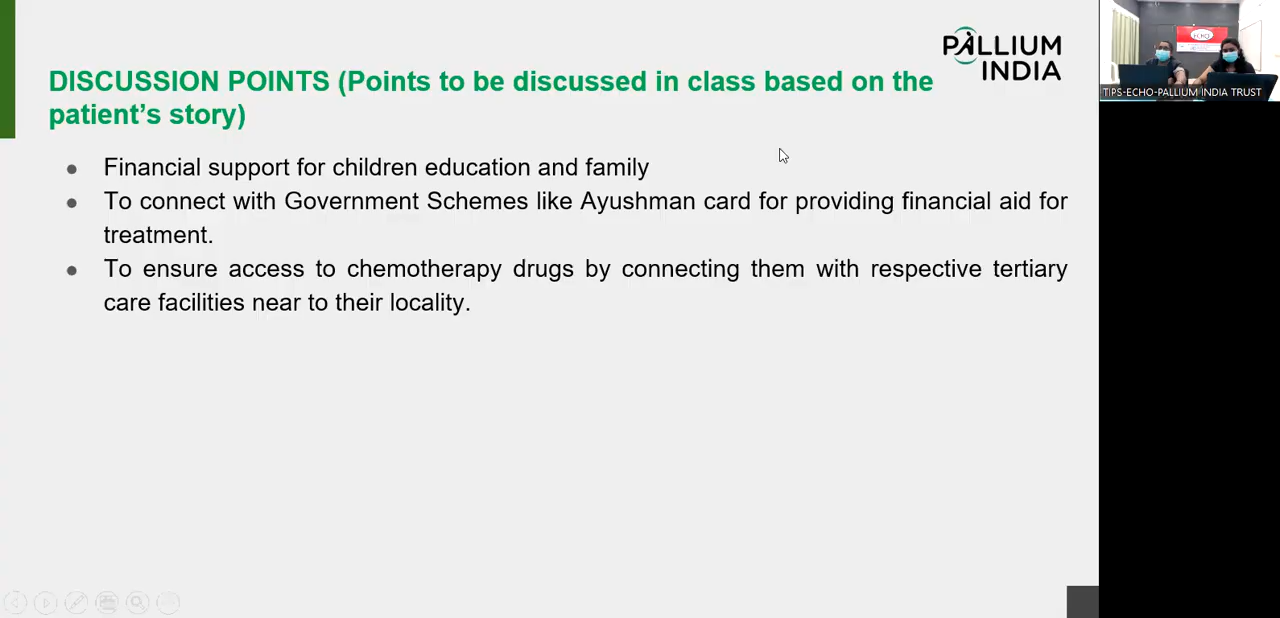 PALLIUM
INDIA
DISCUSSION POINTS (Points to be discussed in class based on the
patient's story)
Financial support for children education and family
To connect with Government Schemes like Ayushman card for providing financial aid for
treatment.
To ensure access to chemotherapy drugs by connecting them with respective tertiary
care facilities near to their locality.
ECHO
TIPS-ECHO-PALLIUM INDIA TRUST